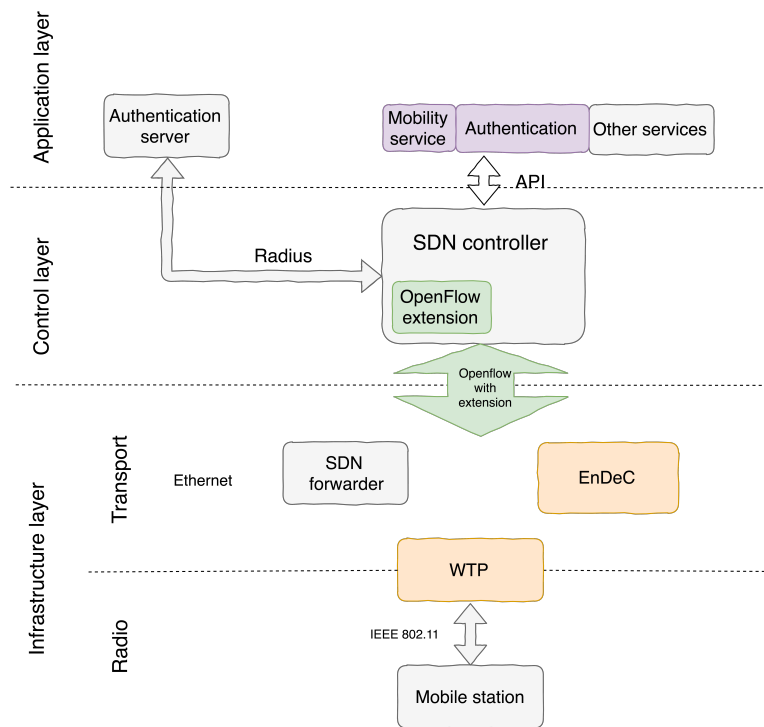 Application layer
Authentication
server
Mobility
service
Authentication
Other services
API
Control layer
SDN controller
Radius
OpenFlow
extension
Openflow
with
extension
Infrastructure layer
Transport
Ethernet
SDN
forwarder
EnDeC
WTP
Radio
IEEE 802.11
Mobile station